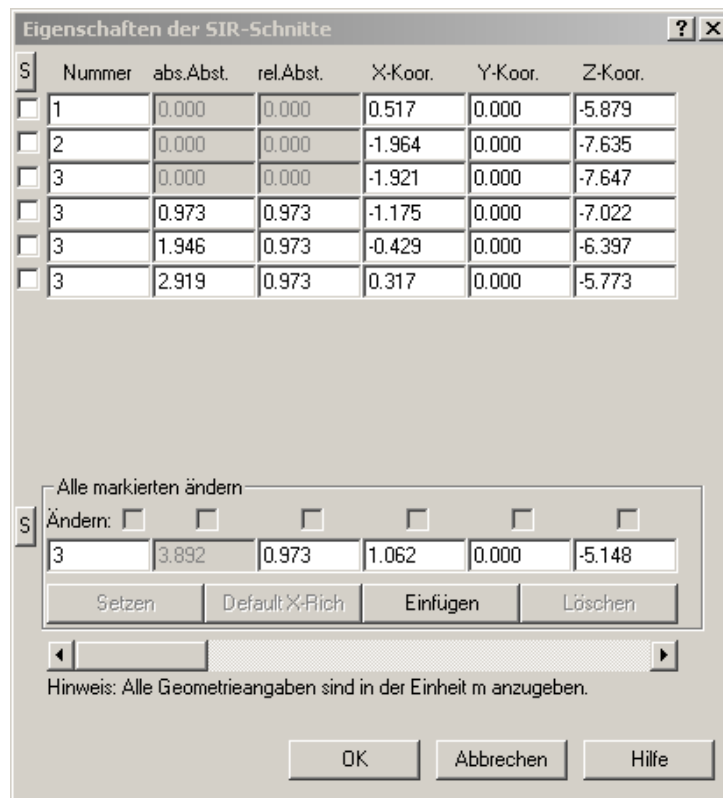 Eigenschaften der SIR-Schnitte ? X
S Nummer abs.Abst. rel.Abst. X-Koor. Y-Koor. Z-Koor.
1 0.000 0.000 0.517 0.000 -5.879
2 0.000 0.000 -1.964 0.000 -7.635
3 0.000 0.000 -1.921 0.000 -7.647
3 0.973 0.973 -1.175 0.000 -7.022
3 1.946 0.973 -0.429 0.000 -6.397
3 2.919 0.973 0.317 0.000 -5.773
Alle markierten ändern
S Ändern:
3 3.892 0.973 1.062 0.000 -5.148
Setzen Default X-Rich Einfügen Löschen
Hinweis: Alle Geometrieangaben sind in der Einheit m anzugeben.
OK Abbrechen Hilfe